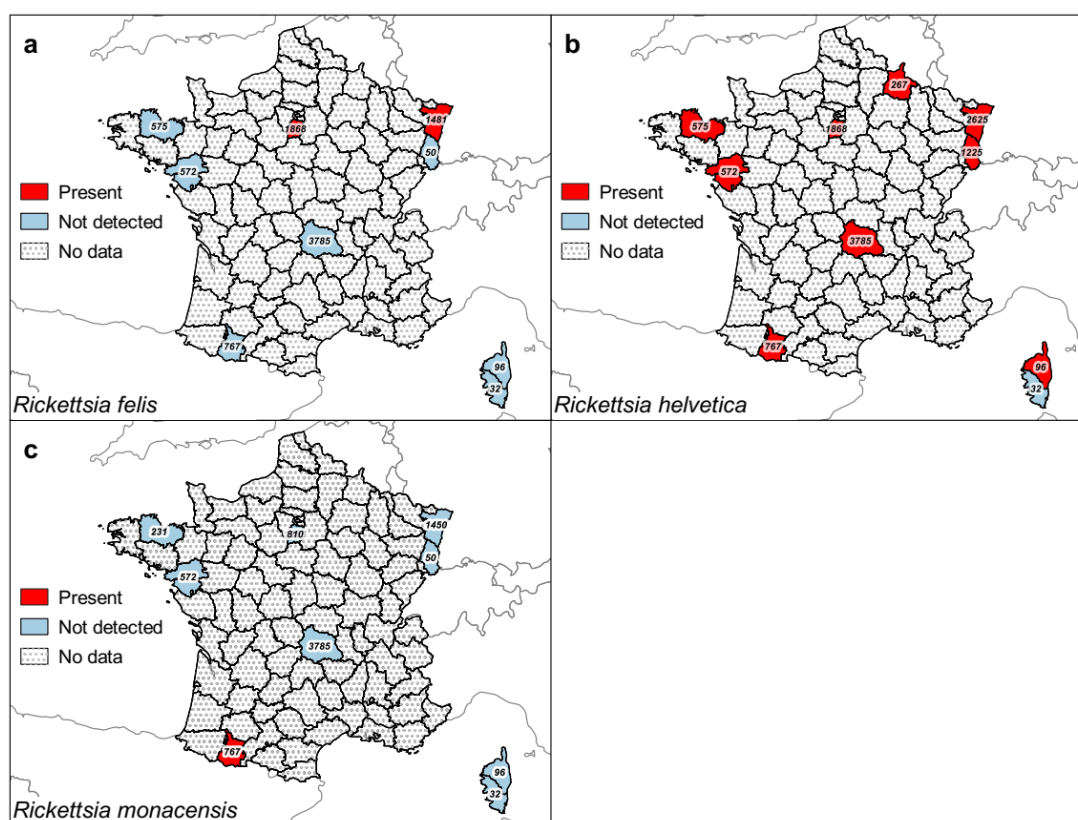 a
575
572
1868
1481
50
3785
767
96
32
Present
Not detected
No data
Rickettsia felis
b
267
575
572
1868
2625
1225
3785
767
96
32
Present
Not detected
No data
Rickettsia helvetica
c
231
572
810
1450
50
3785
767
96
32
Present
Not detected
No data
Rickettsia monacensis